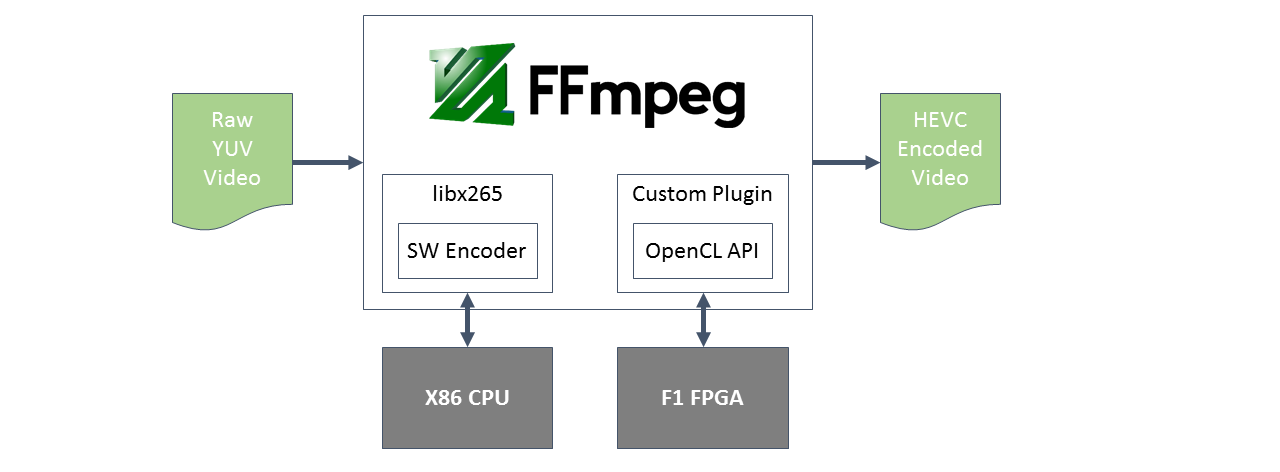 FFmpeg
Raw
YUV
Video
HEVC
Encoded
Video
libx265
SW Encoder
Custom Plugin
OpenCL API
X86 CPU
F1 FPGA